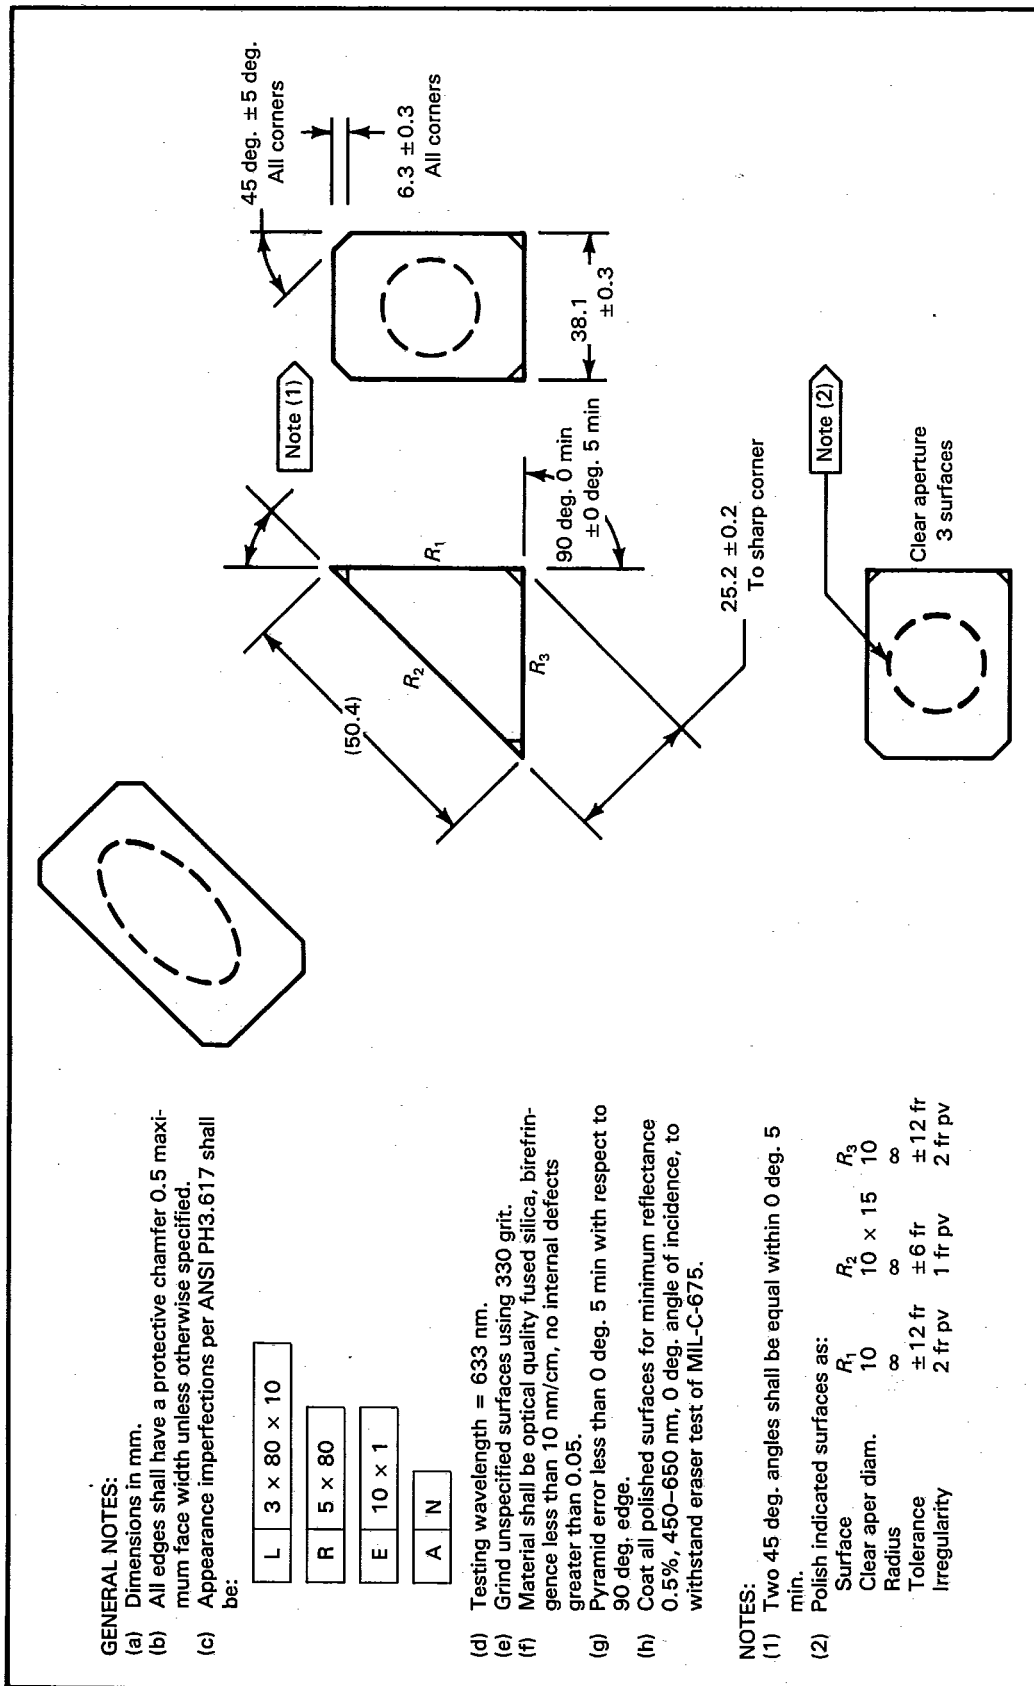 GENERAL NOTES:
(a) Dimensions in mm.
(b) All edges shall have a protective chamfer 0.5 maxi-
mum face width unless otherwise specified.
(c) Appearance imperfections per ANSI PH3.617 shall
be:
L 3 × 80 × 10
R 5 × 80
E 10 × 1
A N
(d) Testing wavelength = 633 nm.
(e) Grind unspecified surfaces using 330 grit.
(f) Material shall be optical quality fused silica, birefrin-
gence less than 10 nm/cm, no internal defects
greater than 0.05.
(g) Pyramid error less than 0 deg. 5 min with respect to
90 deg. edge.
(h) Coat all polished surfaces for minimum reflectance
0.5%, 450–650 nm, 0 deg. angle of incidence, to
withstand eraser test of MIL-C-675.
NOTES:
(1) Two 45 deg. angles shall be equal within 0 deg. 5
min.
(2) Polish indicated surfaces as:
Surface R1 R2 R3
Clear aper diam. 10 10 × 15 10
Radius ∞ ∞ ∞
Tolerance ±12 fr ±6 fr ±12 fr
Irregularity 2 fr pv 1 fr pv 2 fr pv
(50.4)
R2
R1
R3
Note (1)
90 deg. 0 min
±0 deg. 5 min
25.2 ±0.2
To sharp corner
45 deg. ±5 deg.
All corners
6.3 ±0.3
All corners
38.1
±0.3
Note (2)
Clear aperture
3 surfaces